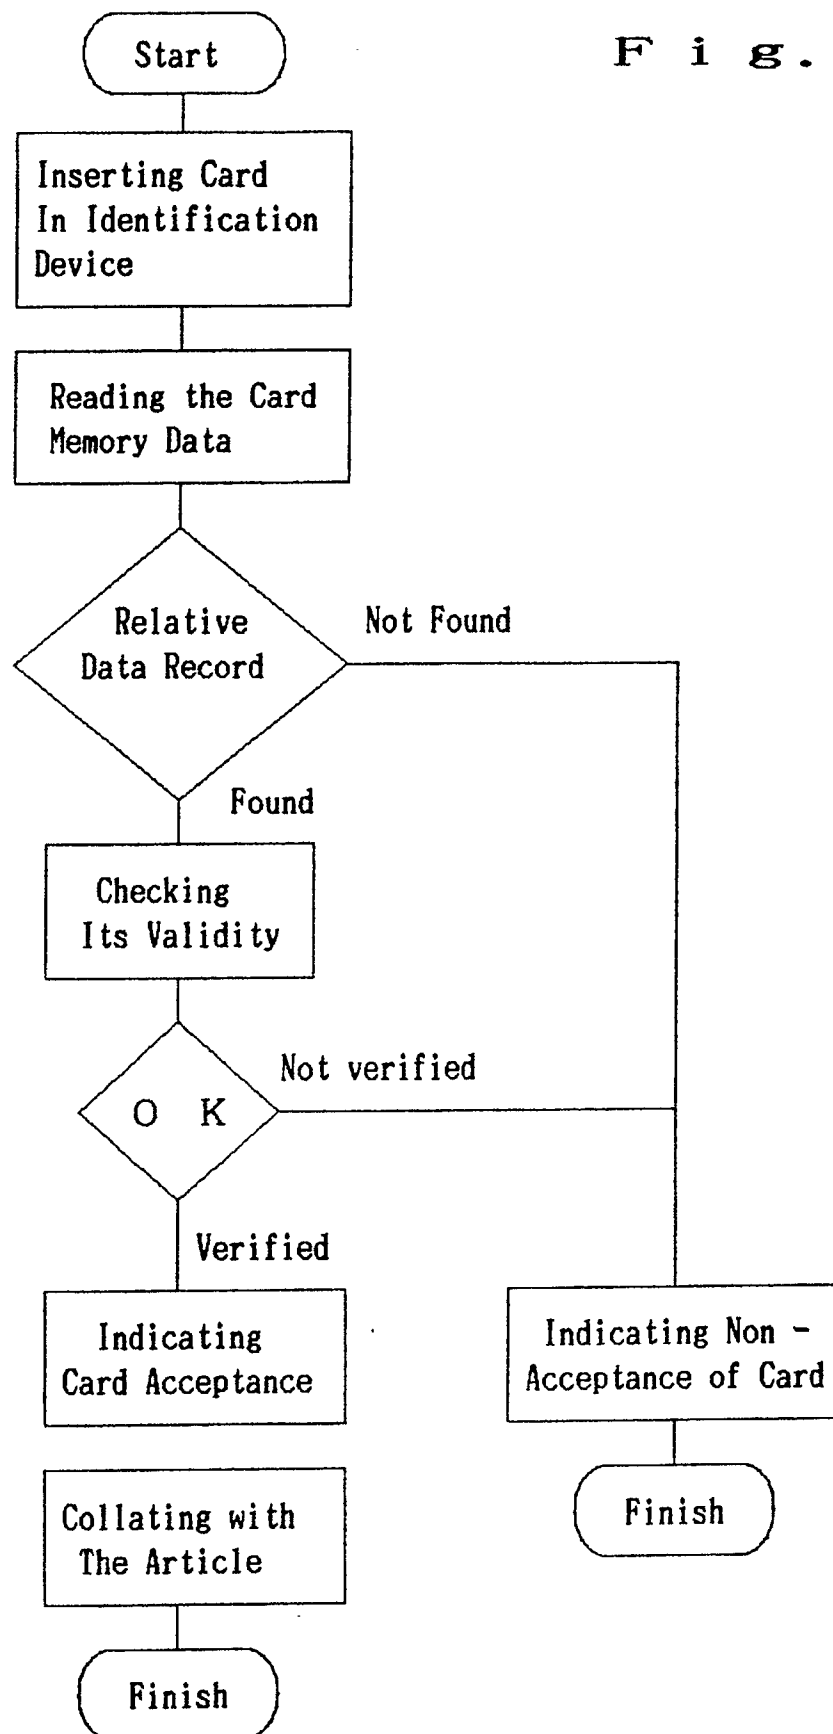 Start
F i g.
Inserting Card
In Identification
Device
Reading the Card
Memory Data
Relative
Data Record
Not Found
Found
Checking
Its Validity
Not verified
O K
Verified
Indicating
Card Acceptance
Indicating Non -
Acceptance of Card
Collating with
The Article
Finish
Finish